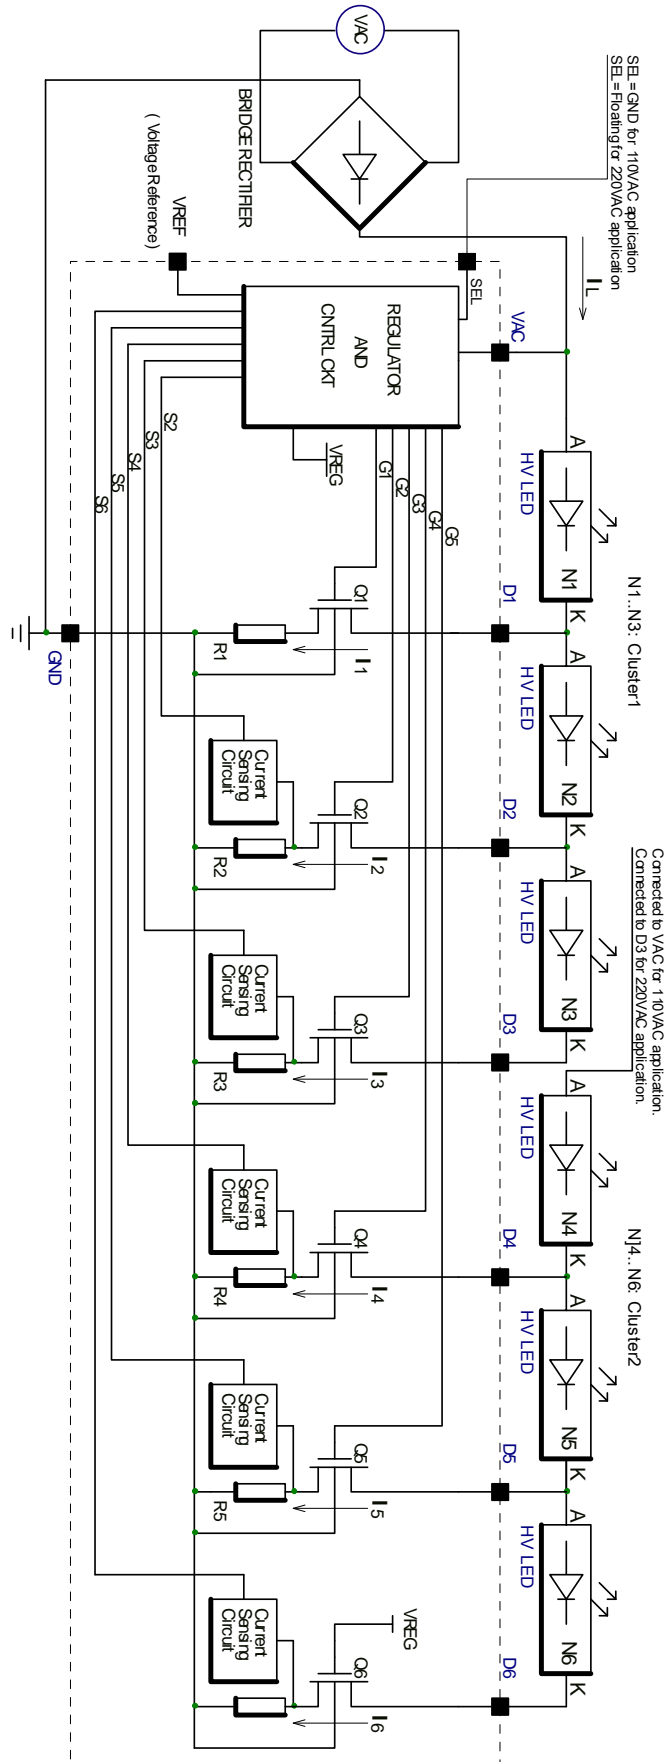 SEL=GND for 110VAC application
SEL=Floating for 220VAC application
VAC
BRIDGE RECTIFIER
VREF
( Voltage Reference)
IL
SEL
VAC
REGULATOR
AND
CNTRL CKT
VREG
G1
G2
G3
G4
G5
S2
S3
S4
S5
S6
N1..N3: Cluster1
Connected to VAC for 110VAC application.
Connected to D3 for 220VAC application.
N]4.. N6: Cluster2
A
HV LED
N1
K
A
HV LED
N2
K
A
HV LED
N3
K
A
HV LED
N4
K
A
HV LED
N5
K
A
HV LED
N6
K
D1
D2
D3
D4
D5
D6
Q1
I1
R1
GND
Q2
I2
R2
Current
Sensing
Circuit
Q3
I3
R3
Current
Sensing
Circuit
Q4
I4
R4
Current
Sensing
Circuit
Q5
I5
R5
Current
Sensing
Circuit
VREG
Q6
I6
Current
Sensing
Circuit